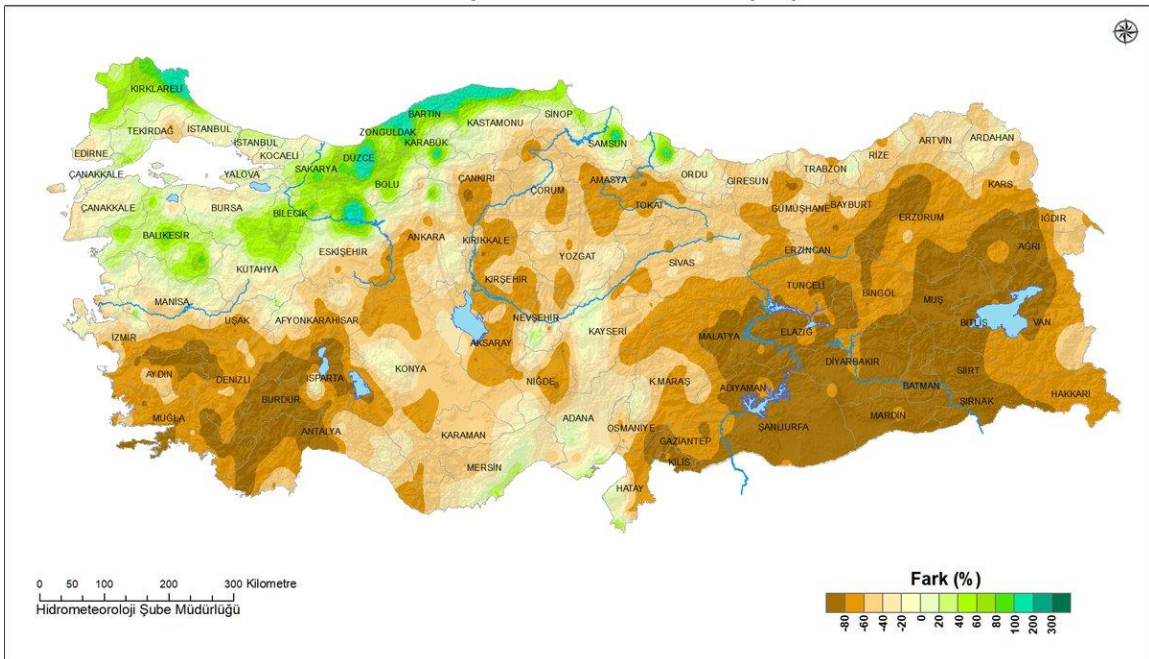 KIRKLARELİ
TEKİRDAĞ
İSTANBUL
EDİRNE
İSTANBUL
KOCAELİ
ÇANAKKALE
YALOVA
SAKARYA
DÜZCE
ZONGULDAK
BARTIN
KARABÜK
KASTAMONU
SİNOP
SAMSUN
ORDU
GİRESUN
TRABZON
RİZE
ARTVİN
ARDAHAN
ÇANAKKALE
BURSA
BİLECİK
BOLU
ÇANKIRI
ÇORUM
AMASYA
TOKAT
GÜMÜŞHANE
BAYBURT
ERZURUM
KARS
IĞDIR
BALIKESİR
KÜTAHYA
ESKİŞEHİR
ANKARA
KIRIKKALE
YOZGAT
SİVAS
ERZİNCAN
AĞRI
MANİSA
UŞAK
AFYONKARAHİSAR
KIRŞEHİR
NEVŞEHİR
KAYSERİ
TUNCELİ
BİNGÖL
MUŞ
BİTLİS
VAN
İZMİR
AYDIN
DENİZLİ
ISPARTA
KONYA
AKSARAY
NİĞDE
MALATYA
ELAZIĞ
DİYARBAKIR
BATMAN
SİİRT
ŞIRNAK
HAKKARİ
MUĞLA
BURDUR
ANTALYA
KARAMAN
MERSİN
ADANA
OSMANİYE
K.MARAŞ
ADIYAMAN
GAZİANTEP
KİLİS
ŞANLIURFA
MARDİN
HATAY
0 50 100 200 300 Kilometre
Hidrometeoroloji Şube Müdürlüğü
Fark (%)
-80 -60 -40 -20 0 20 40 60 80 100 200 300